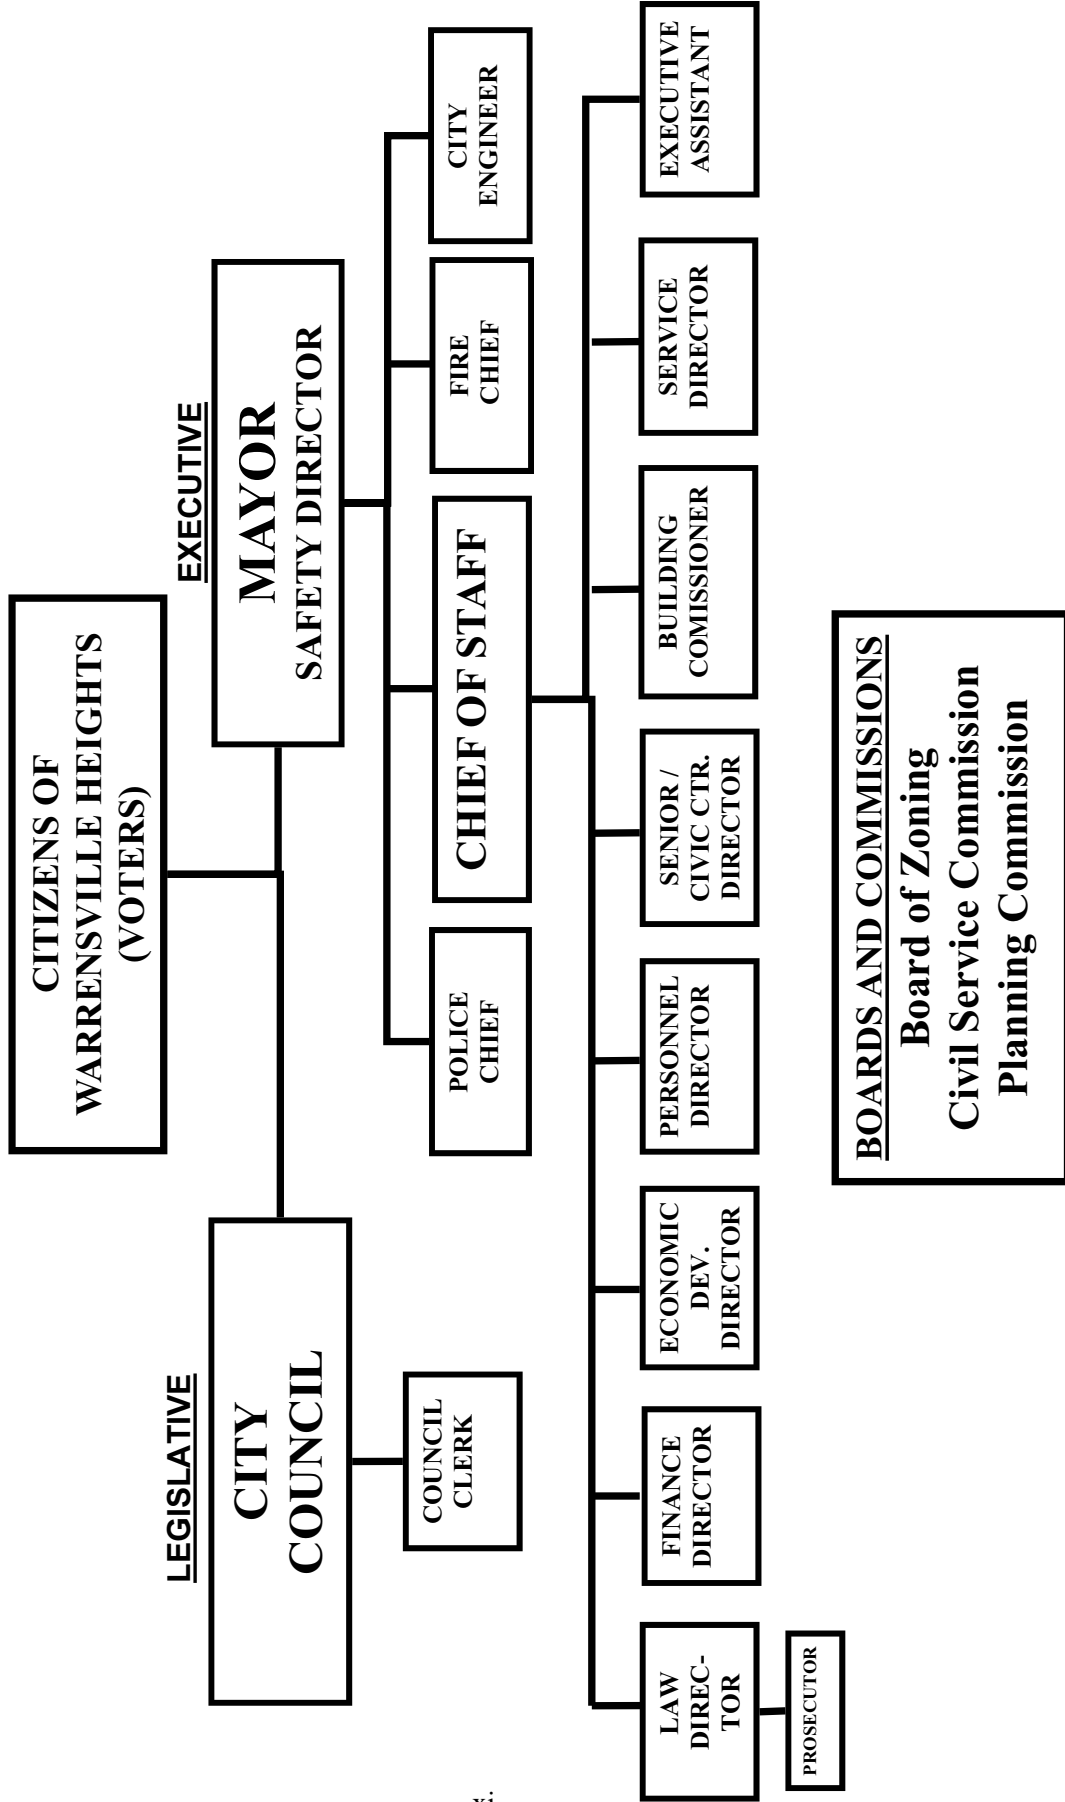 CITIZENS OF
WARRENSVILLE HEIGHTS
(VOTERS)
LEGISLATIVE
EXECUTIVE
CITY
COUNCIL
MAYOR
SAFETY DIRECTOR
COUNCIL
CLERK
POLICE
CHIEF
CHIEF OF STAFF
FIRE
CHIEF
CITY
ENGINEER
LAW
DIREC-
TOR
FINANCE
DIRECTOR
ECONOMIC
DEV.
DIRECTOR
PERSONNEL
DIRECTOR
SENIOR /
CIVIC CTR.
DIRECTOR
BUILDING
COMISSIONER
SERVICE
DIRECTOR
EXECUTIVE
ASSISTANT
PROSECUTOR
BOARDS AND COMMISSIONS
Board of Zoning
Civil Service Commission
Planning Commission
xi